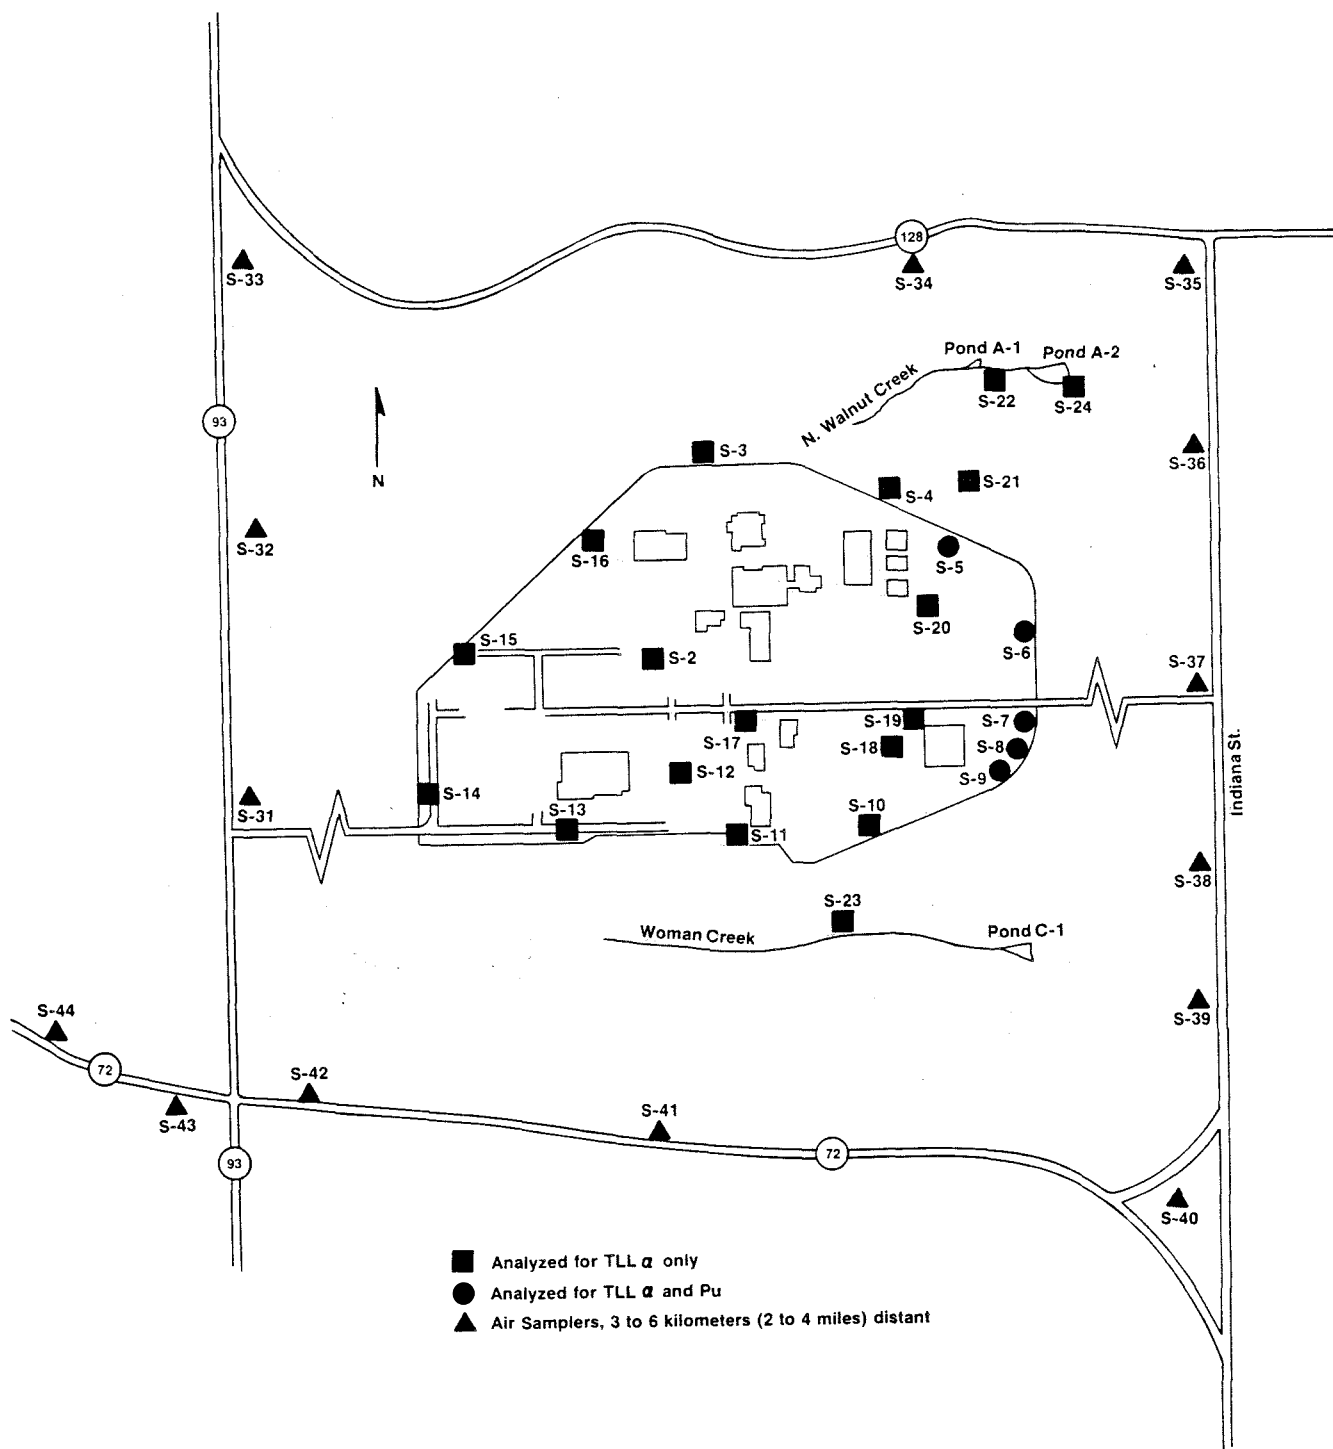 128
S-33
S-34
S-35
Pond A-1
Pond A-2
N. Walnut Creek
S-22
S-24
93
N
S-3
S-36
S-21
S-4
S-32
S-16
S-5
S-20
S-15
S-2
S-6
S-37
S-19
S-7
S-17
S-18
S-8
S-12
S-9
Indiana St.
S-14
S-31
S-13
S-10
S-11
S-38
S-23
Woman Creek
Pond C-1
S-44
S-39
72
S-42
S-43
S-41
72
93
S-40
Analyzed for TLL α only
Analyzed for TLL α and Pu
Air Samplers, 3 to 6 kilometers (2 to 4 miles) distant